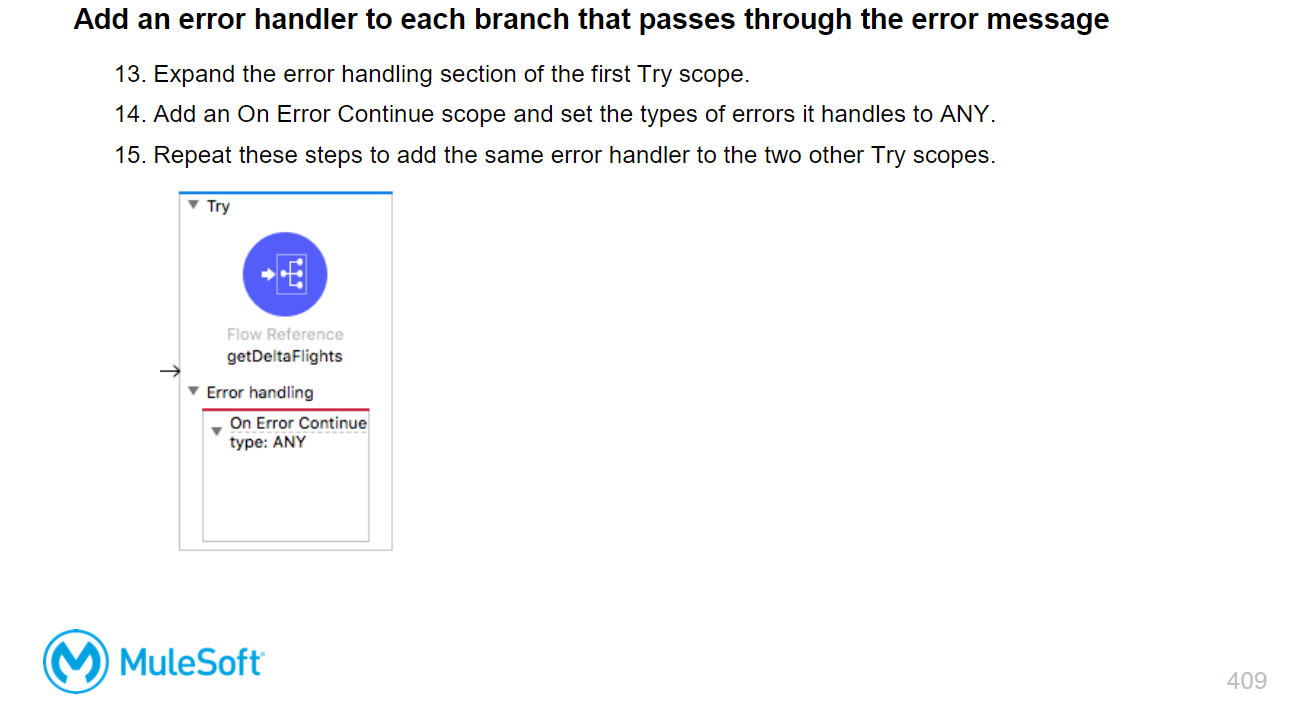 Add an error handler to each branch that passes through the error message
13. Expand the error handling section of the first Try scope.
14. Add an On Error Continue scope and set the types of errors it handles to ANY.
15. Repeat these steps to add the same error handler to the two other Try scopes.
Try
Flow Reference
getDeltaFlights
Error handling
On Error Continue
type: ANY
MuleSoft
409